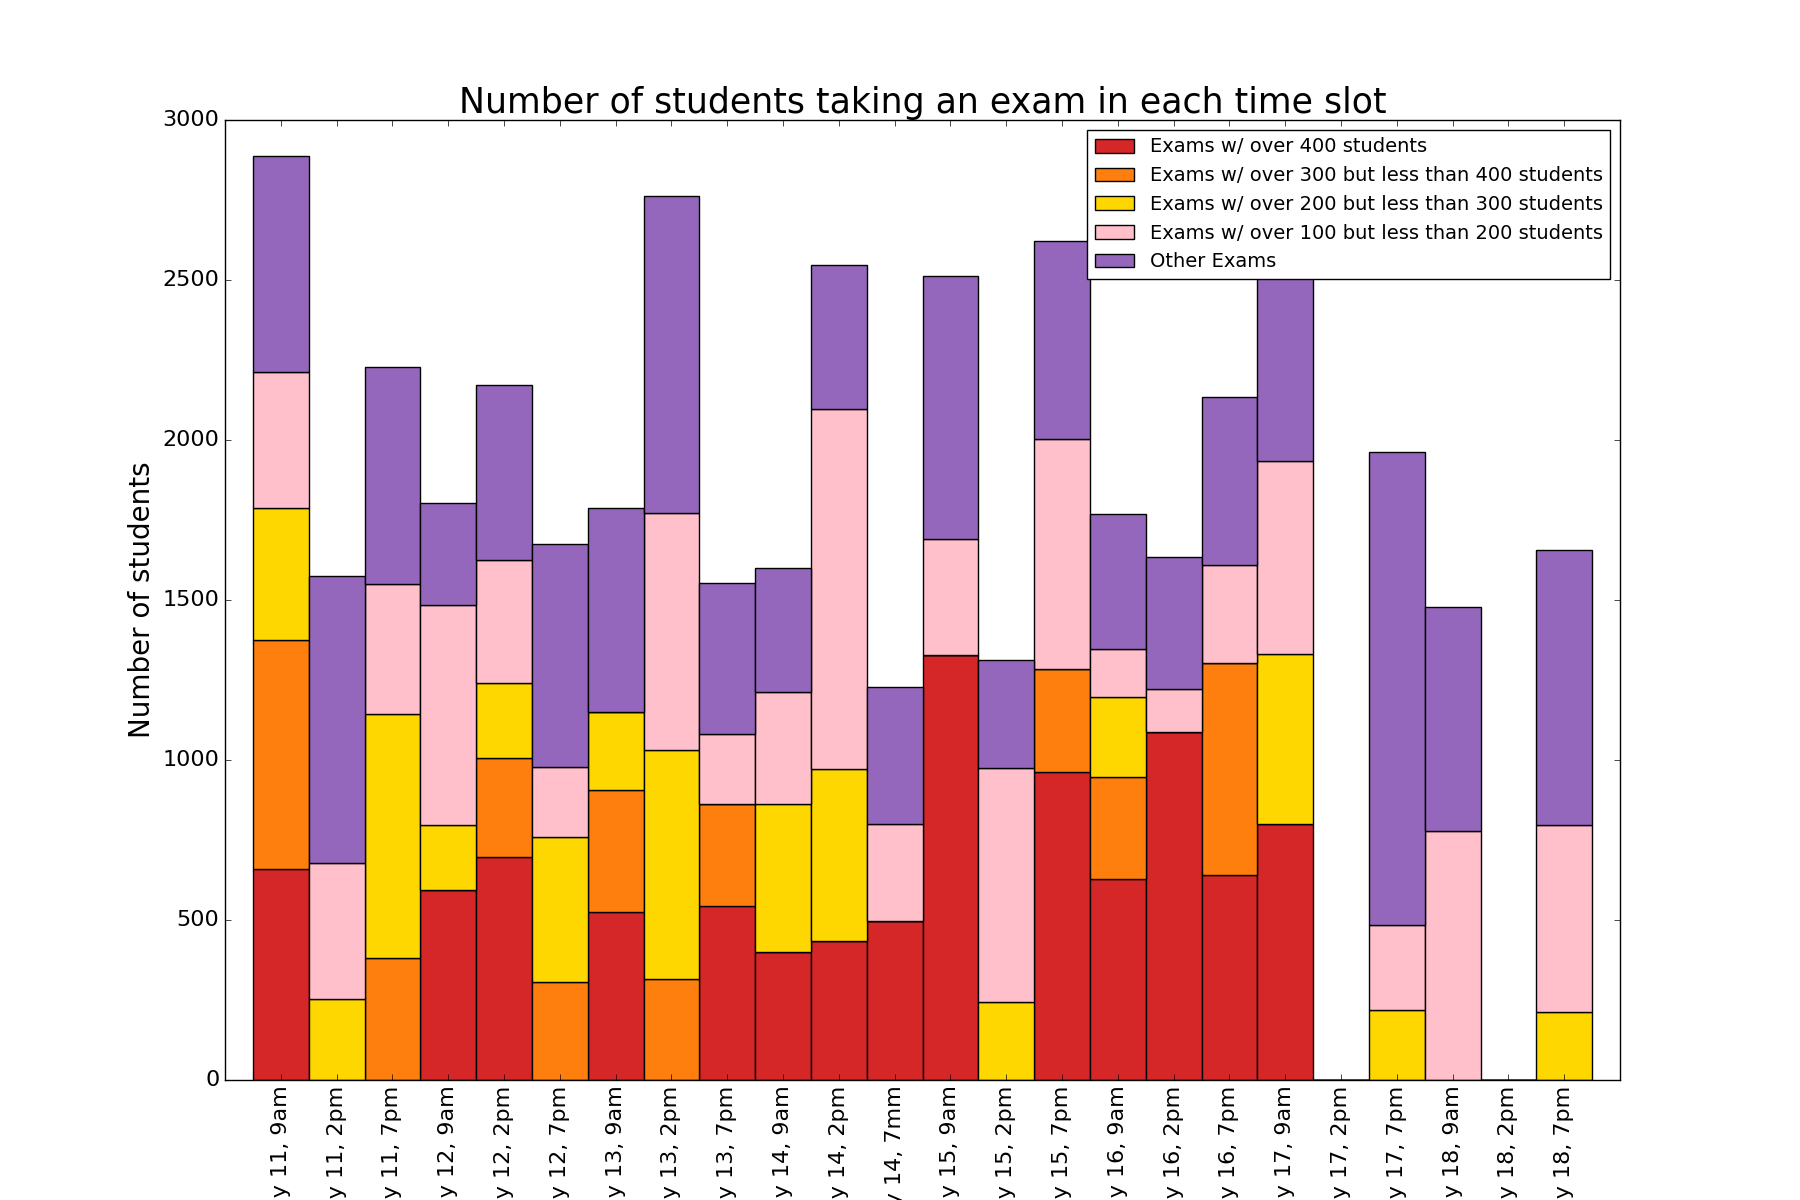 Number of students taking an exam in each time slot
Exams w/ over 400 students
Exams w/ over 300 but less than 400 students
Exams w/ over 200 but less than 300 students
Exams w/ over 100 but less than 200 students
Other Exams
Number of students
3000
2500
2000
1500
1000
500
0
y 11, 9am
y 11, 2pm
y 11, 7pm
y 12, 9am
y 12, 2pm
y 12, 7pm
y 13, 9am
y 13, 2pm
y 13, 7pm
y 14, 9am
y 14, 2pm
y 14, 7mm
y 15, 9am
y 15, 2pm
y 15, 7pm
y 16, 9am
y 16, 2pm
y 16, 7pm
y 17, 9am
y 17, 2pm
y 17, 7pm
y 18, 9am
y 18, 2pm
y 18, 7pm